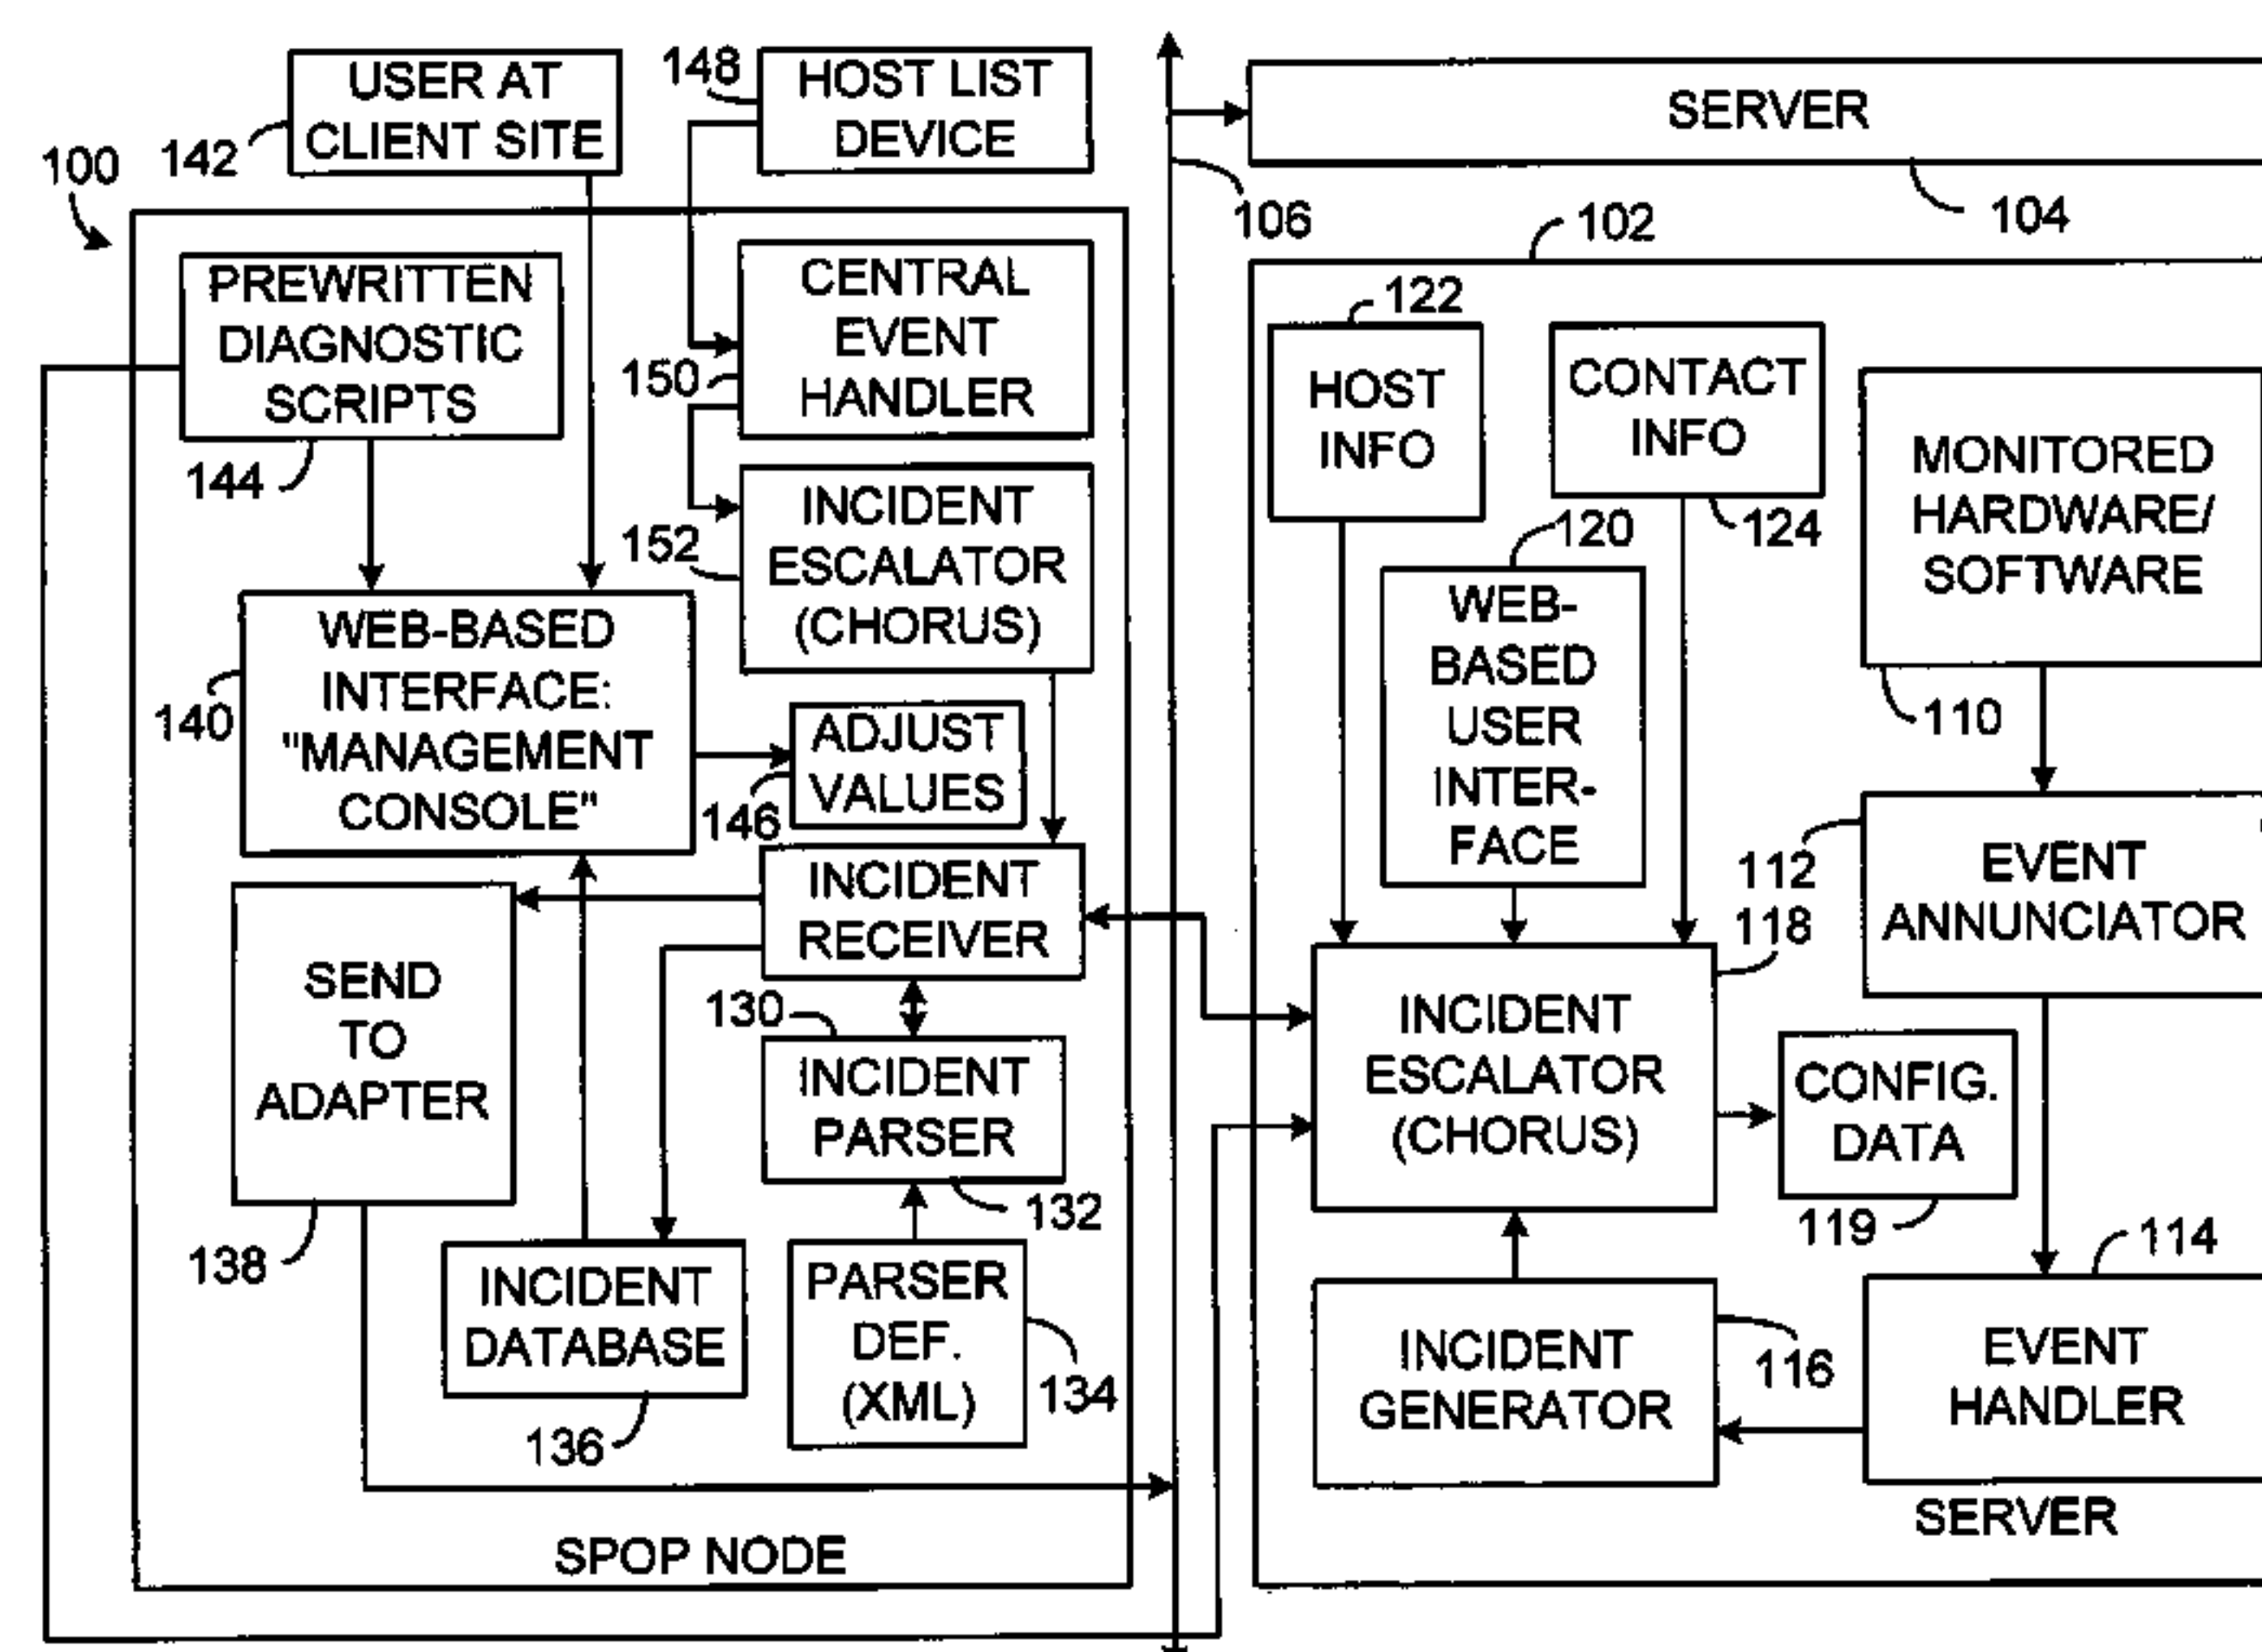 USER AT
CLIENT SITE
142
100
148
HOST LIST
DEVICE
SERVER
104
106
102
PREWRITTEN
DIAGNOSTIC
SCRIPTS
144
CENTRAL
EVENT
HANDLER
150
INCIDENT
ESCALATOR
(CHORUS)
152
WEB-BASED
INTERFACE:
"MANAGEMENT
CONSOLE"
140
ADJUST
VALUES
146
INCIDENT
RECEIVER
130
SEND
TO
ADAPTER
138
INCIDENT
PARSER
132
INCIDENT
DATABASE
136
PARSER
DEF.
(XML)
134
SPOP NODE
122
HOST
INFO
CONTACT
INFO
124
120
WEB-
BASED
USER
INTER-
FACE
MONITORED
HARDWARE/
SOFTWARE
110
112
EVENT
ANNUNCIATOR
118
INCIDENT
ESCALATOR
(CHORUS)
CONFIG.
DATA
119
114
INCIDENT
GENERATOR
116
EVENT
HANDLER
SERVER